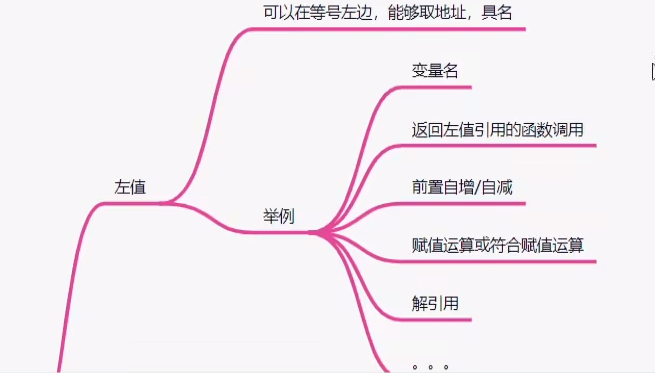 可以在等号左边，能够取地址，具名
变量名
返回左值引用的函数调用
左值
前置自增/自减
举例
赋值运算或符合赋值运算
解引用
。。。